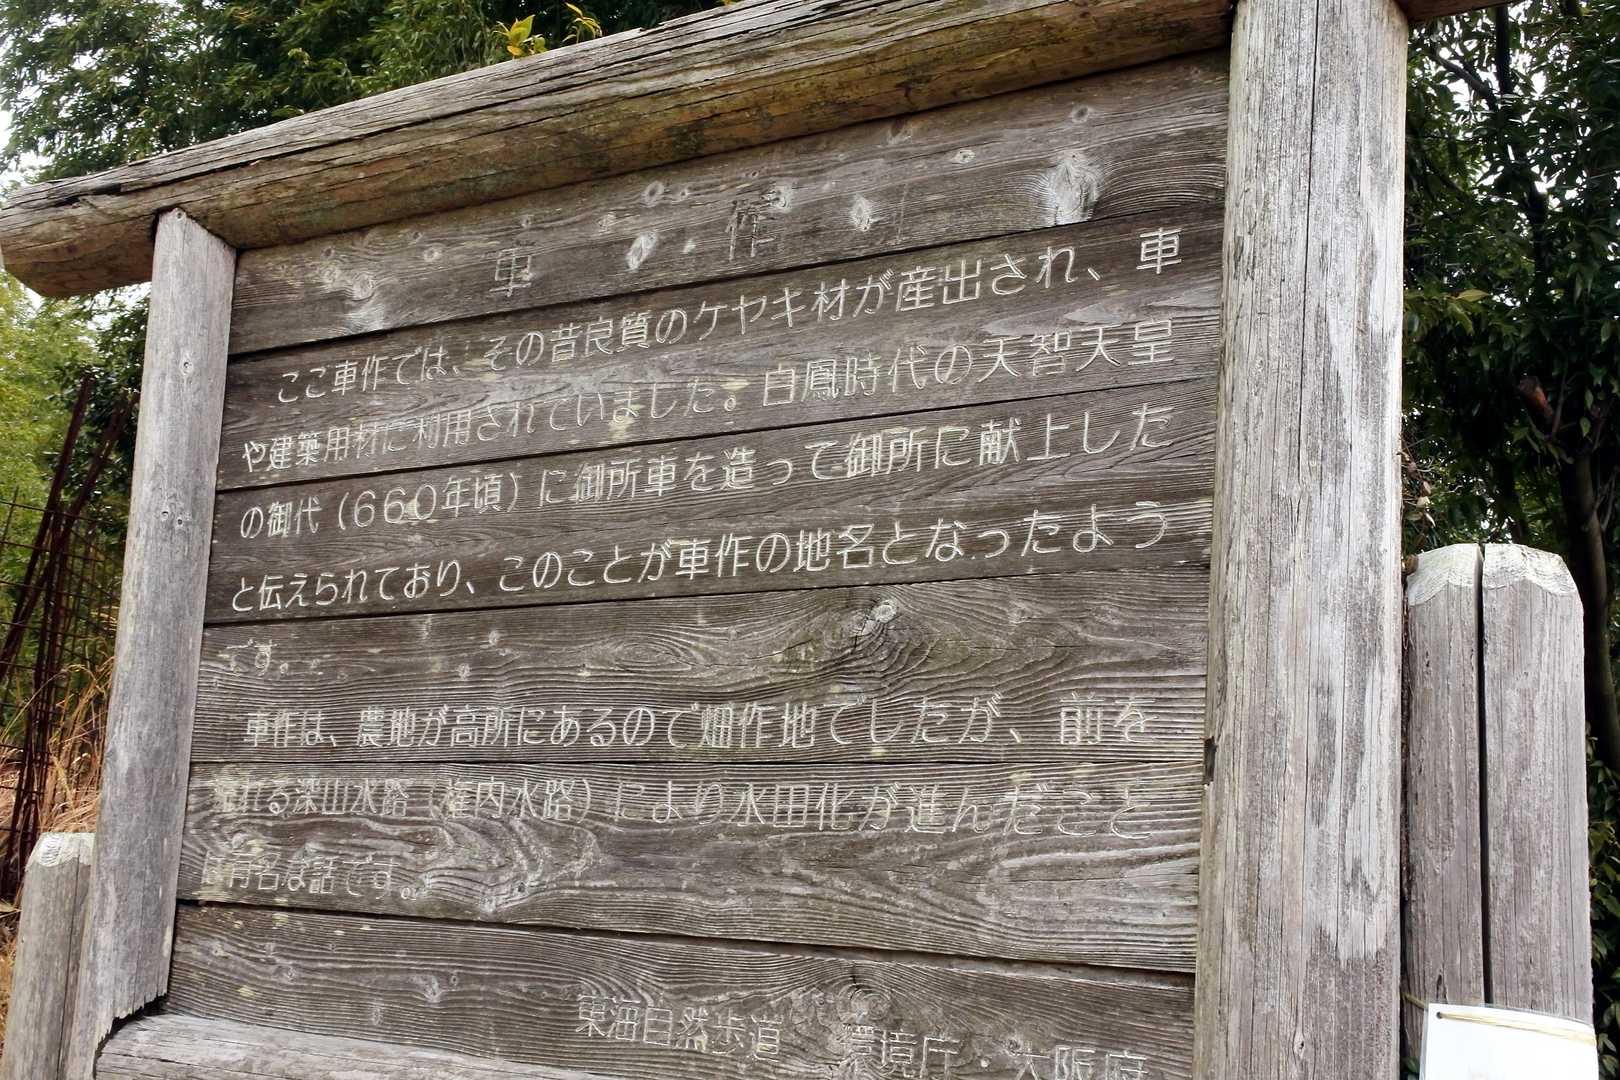 車作
ここ車作では、その昔良質のケヤキ材が産出され、車
や建築用材に利用されていました。白鳳時代の天智天皇
の御代（６６０年頃）に御所車を造って御所に献上した
と伝えられており、このことが車作の地名となったよう
です。
車作は、農地が高所にあるので畑作地でしたが、前を
流れる深山水路（権内水路）により水田化が進んだこと
は有名な話です。
東海自然歩道　環境庁・大阪府